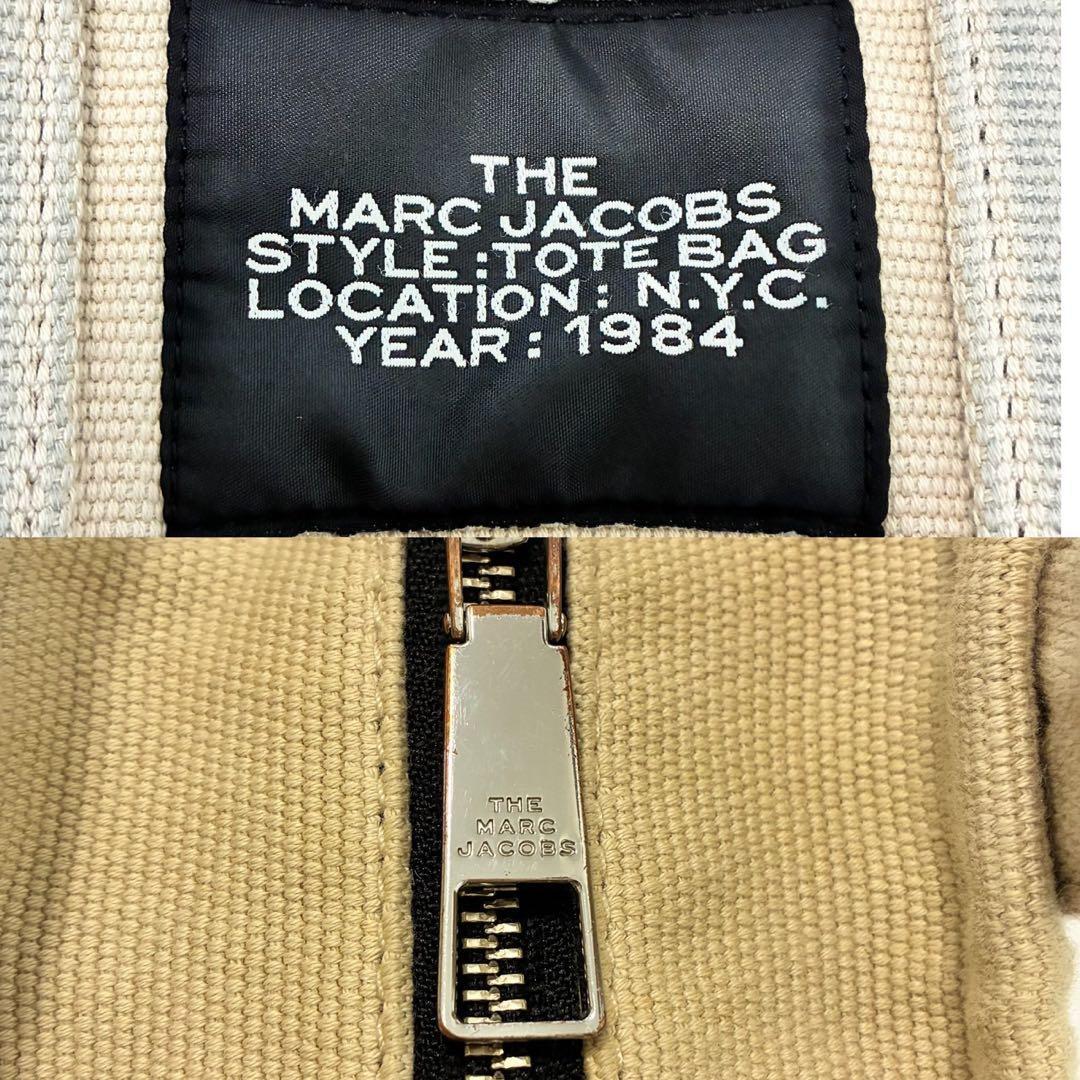 THE
MARC JACOBS
STYLE : TOTE BAG
LOCATION : N.Y.C.
YEAR : 1984
THE
MARC
JACOBS